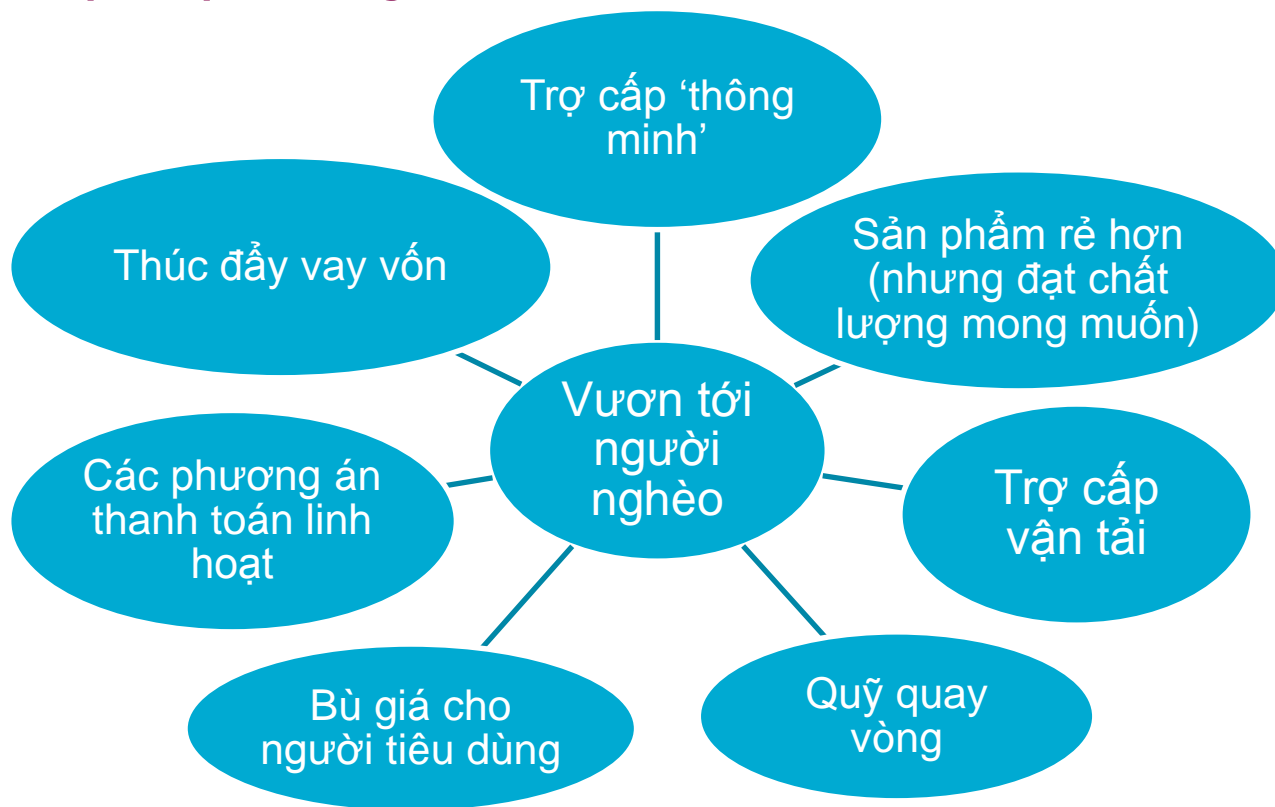 Trợ cấp ‘thông
minh’
Sản phẩm rẻ hơn
(nhưng đạt chất
lượng mong muốn)
Trợ cấp
vận tải
Quỹ quay
vòng
Bù giá cho
người tiêu dùng
Các phương án
thanh toán linh
hoạt
Thúc đẩy vay vốn
Vươn tới
người
nghèo